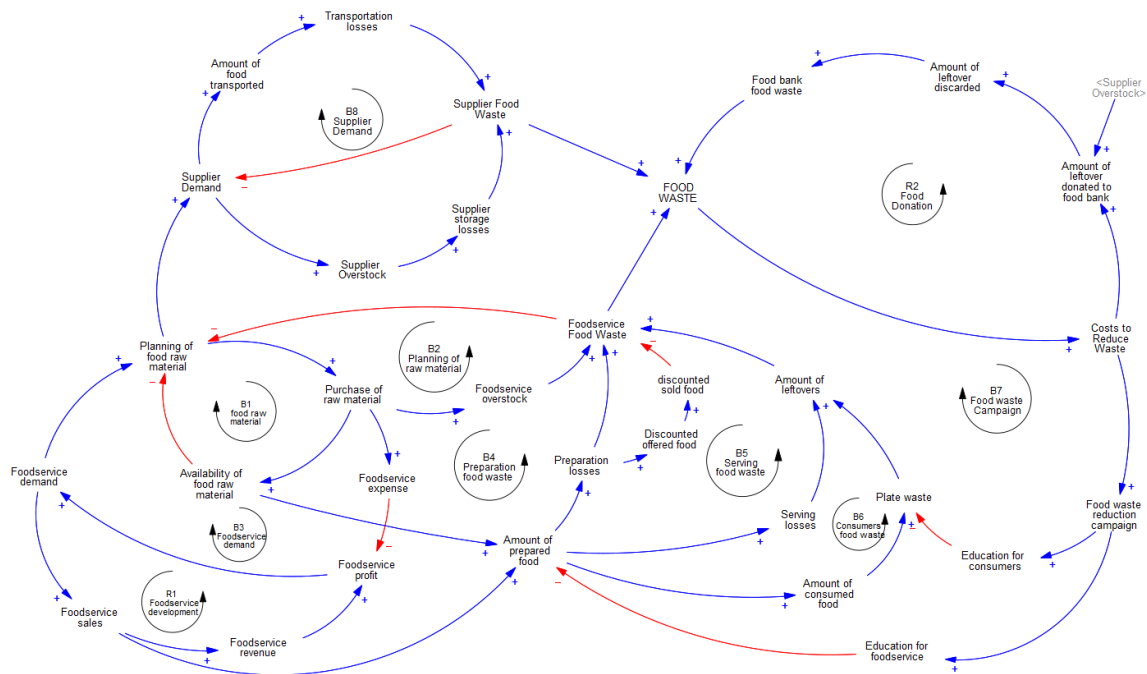 Transportation
losses
Amount of
food
transported
B8
Supplier
Demand
Supplier Food
Waste
Supplier
Demand
Supplier
storage
losses
Supplier
Overstock
Food bank
food waste
Amount of
leftover
discarded
<Supplier
Overstock>
Amount of
leftover
donated to
food bank
R2
Food
Donation
FOOD
WASTE
Costs to
Reduce
Waste
Planning of
food raw
material
B2
Planning of
raw material
Foodservice
Food Waste
B1
food raw
material
Purchase of
raw material
Foodservice
overstock
discounted
sold food
Amount of
leftovers
B7
Food waste
Campaign
Foodservice
demand
Availability of
food raw
material
Foodservice
expense
B4
Preparation
food waste
Preparation
losses
Discounted
offered food
B5
Serving
food waste
Plate waste
Food waste
reduction
campaign
B3
Foodservice
demand
Amount of
prepared
food
Serving
losses
B6
Consumers
food waste
Education for
consumers
Foodservice
profit
R1
Foodservice
development
Amount of
consumed
food
Foodservice
sales
Foodservice
revenue
Education for
foodservice